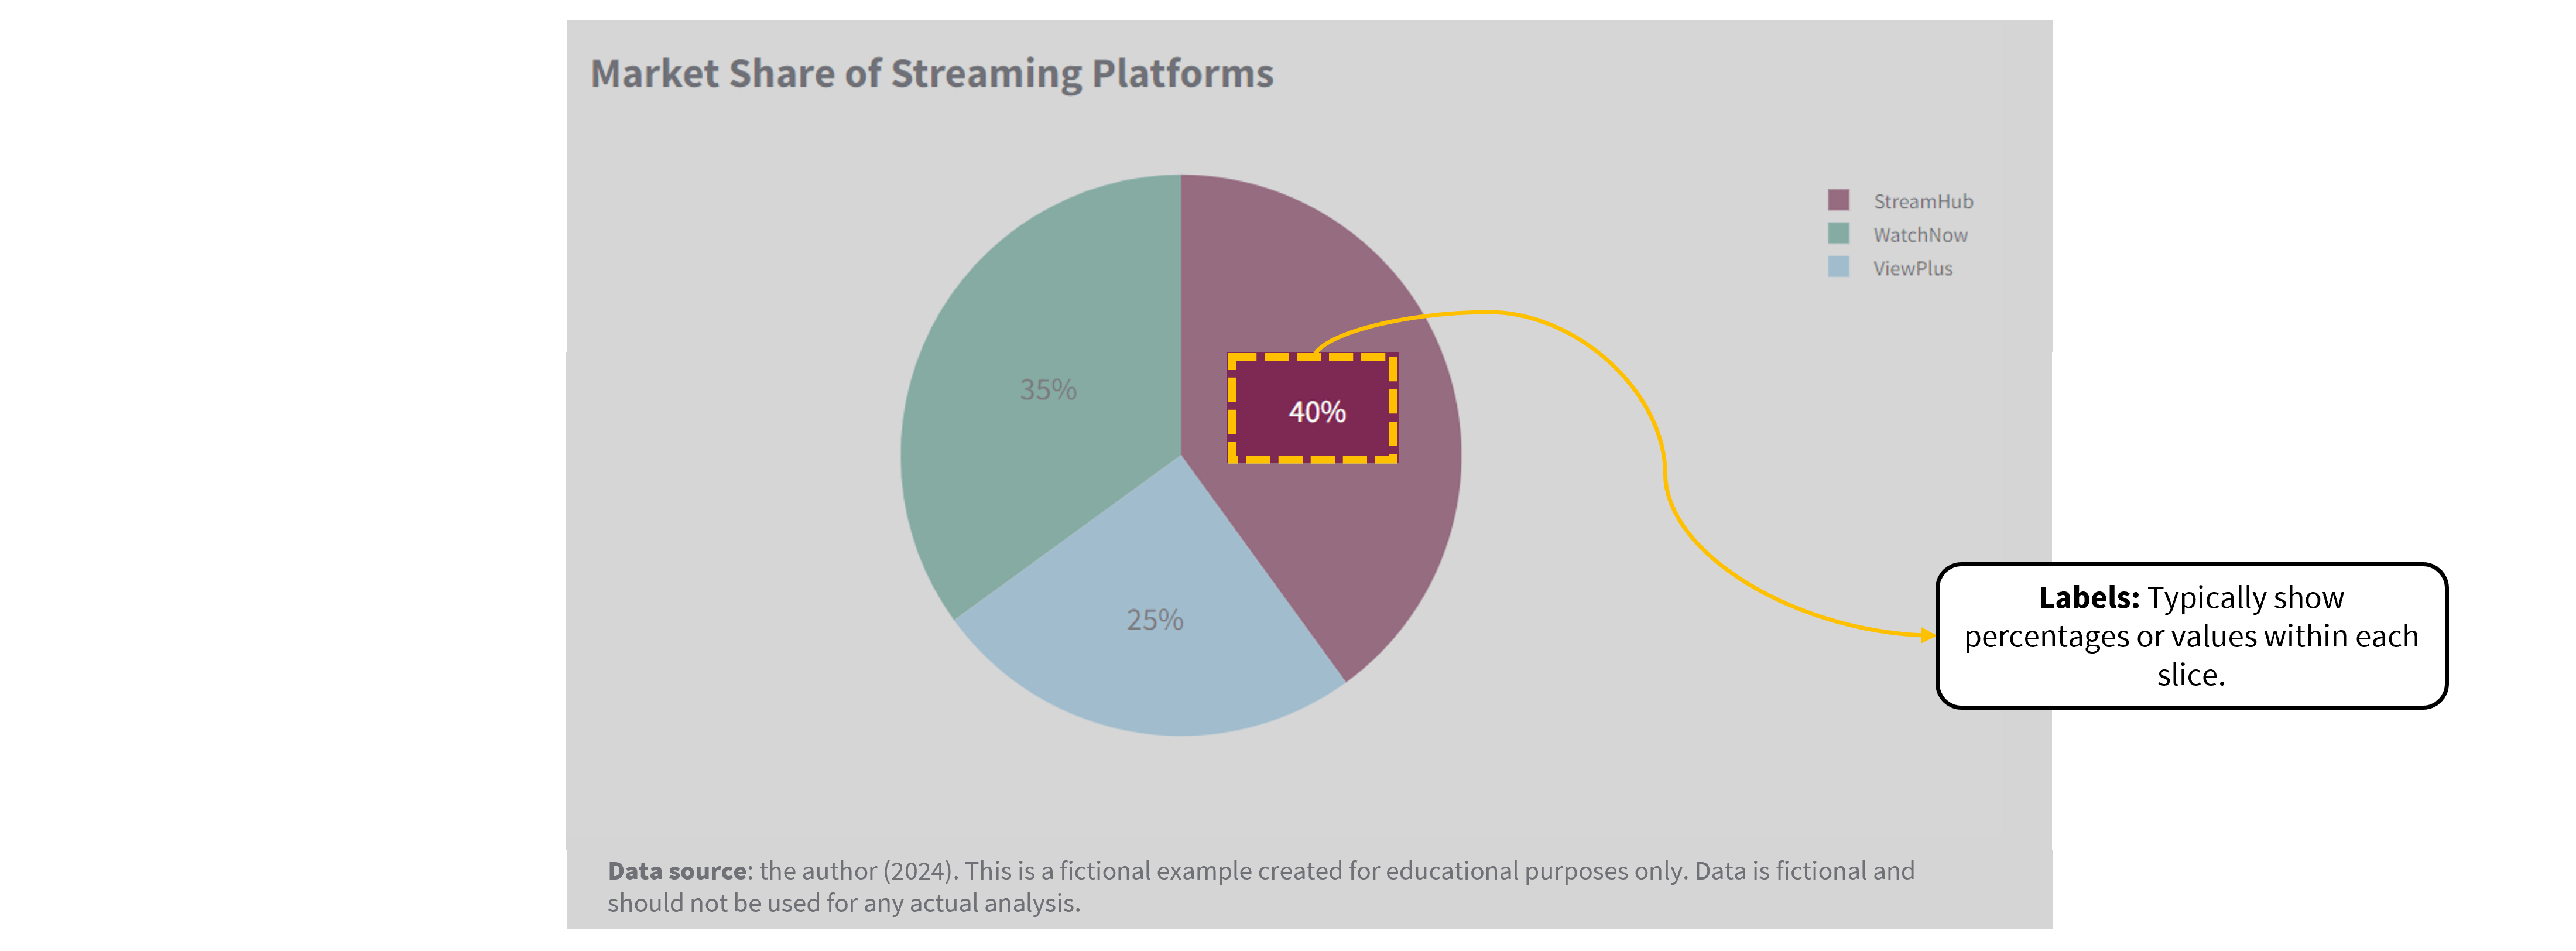 Market Share of Streaming Platforms
StreamHub
WatchNow
ViewPlus
35%
40%
25%
Labels: Typically show
percentages or values within each
slice.
Data source: the author (2024). This is a fictional example created for educational purposes only. Data is fictional and
should not be used for any actual analysis.